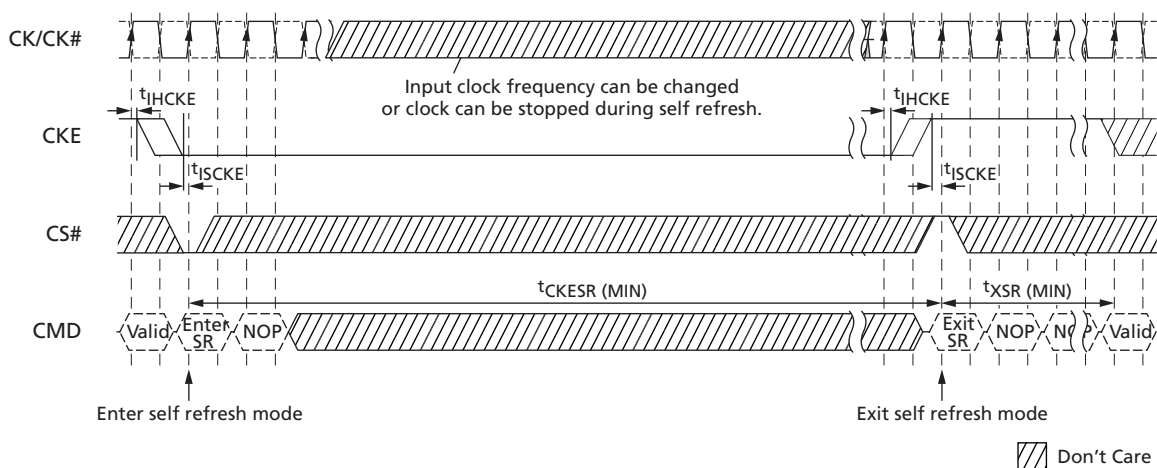 CK/CK#
Input clock frequency can be changed
or clock can be stopped during self refresh.
tIHCKE
tIHCKE
CKE
tISCKE
tISCKE
CS#
tCKESR (MIN)
tXSR (MIN)
CMD
Valid
Enter
SR
NOP
Exit
SR
NOP
NOP
Valid
Enter self refresh mode
Exit self refresh mode
Don't Care